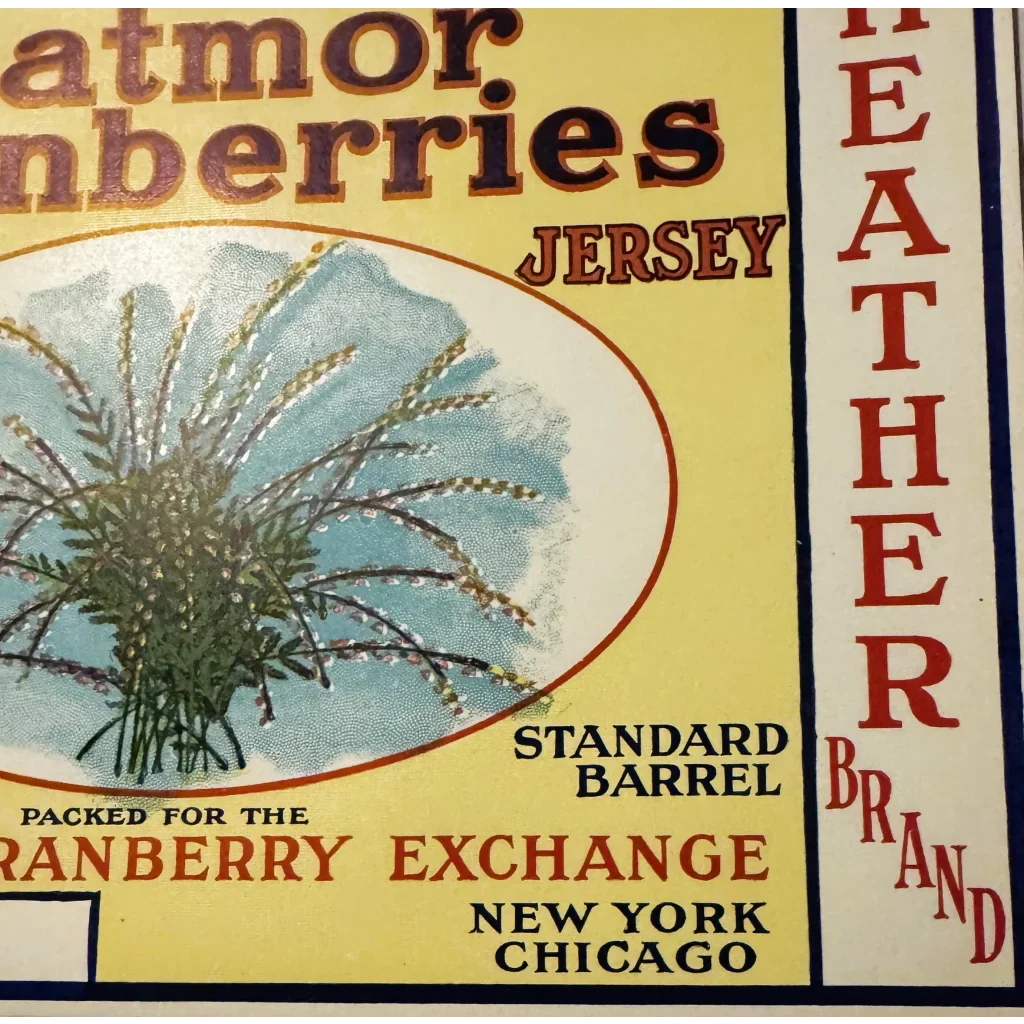 atmor
nberries
JERSEY
STANDARD
BARREL
PACKED FOR THE
RANBERRY EXCHANGE
NEW YORK
CHICAGO
HEATHER
BRAND